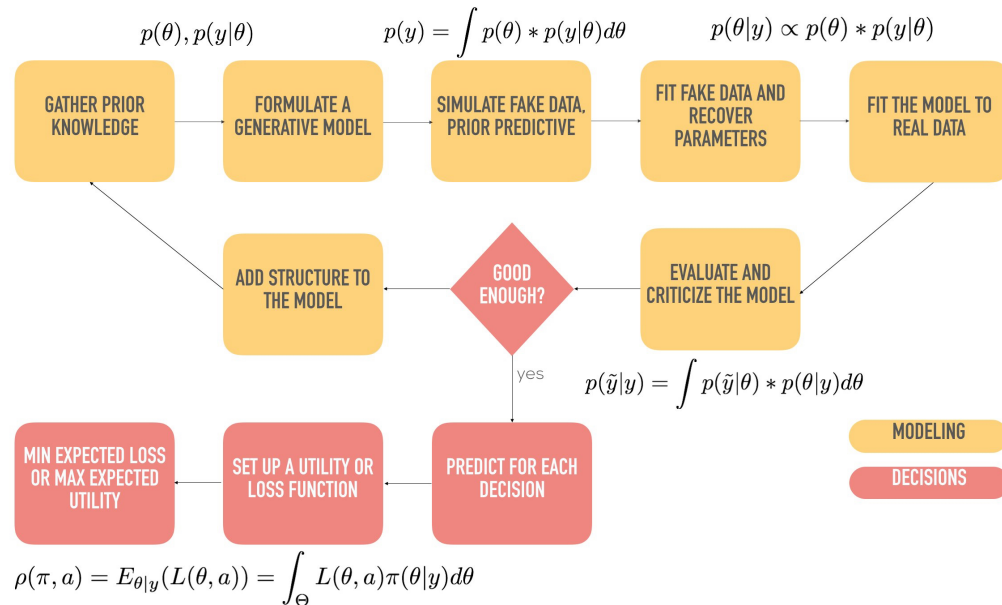 p(θ), p(y|θ)
p(y) = ∫ p(θ) * p(y|θ)dθ
p(θ|y) ∝ p(θ) * p(y|θ)
GATHER PRIOR
KNOWLEDGE
FORMULATE A
GENERATIVE MODEL
SIMULATE FAKE DATA,
PRIOR PREDICTIVE
FIT FAKE DATA AND
RECOVER
PARAMETERS
FIT THE MODEL TO
REAL DATA
ADD STRUCTURE TO
THE MODEL
GOOD
ENOUGH?
EVALUATE AND
CRITICIZE THE MODEL
yes
p(ỹ|y) = ∫ p(ỹ|θ) * p(θ|y)dθ
MIN EXPECTED LOSS
OR MAX EXPECTED
UTILITY
SET UP A UTILITY OR
LOSS FUNCTION
PREDICT FOR EACH
DECISION
MODELING
DECISIONS
ρ(π, a) = E_{θ|y}(L(θ, a)) = ∫_Θ L(θ, a)π(θ|y)dθ